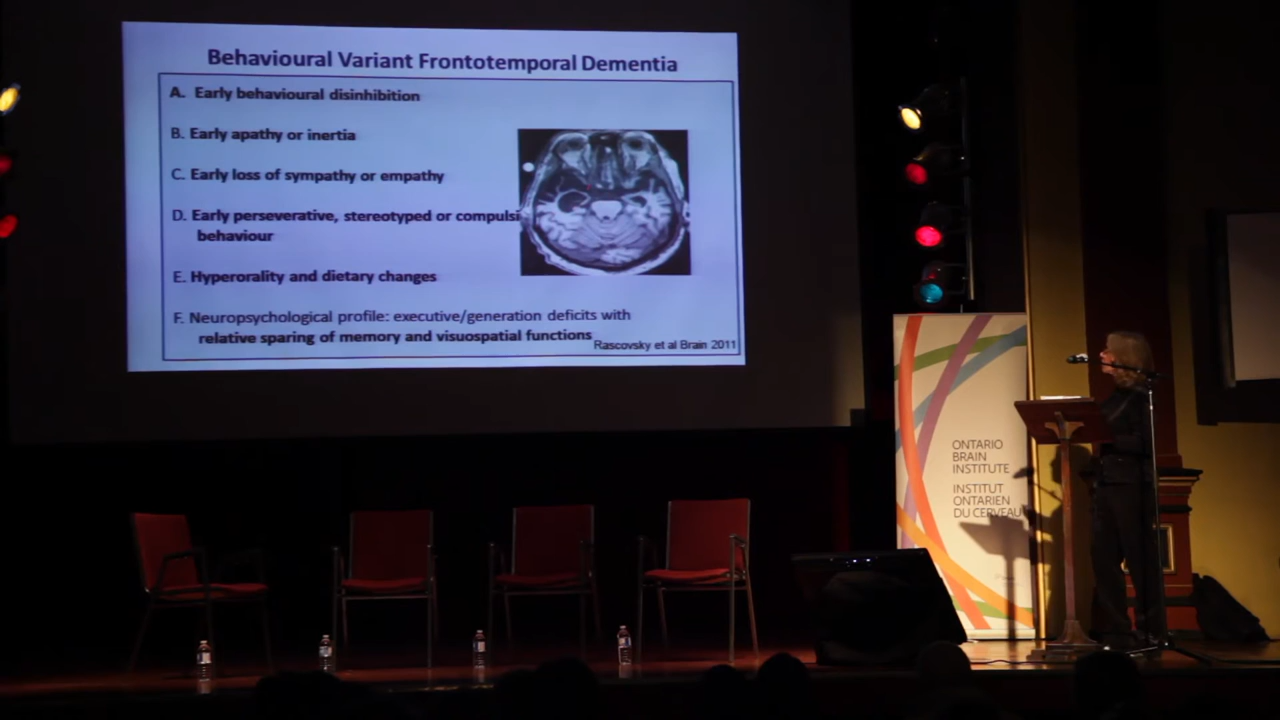 Behavioural Variant Frontotemporal Dementia
A. Early behavioural disinhibition
B. Early apathy or inertia
C. Early loss of sympathy or empathy
D. Early perseverative, stereotyped or compulsi
behaviour
E. Hyperorality and dietary changes
F. Neuropsychological profile: executive/generation deficits with
relative sparing of memory and visuospatial functions
Rascovsky et al Brain 2011
ONTARIO
BRAIN
INSTITUTE
INSTITUT
ONTARIEN
DU CERVEAU